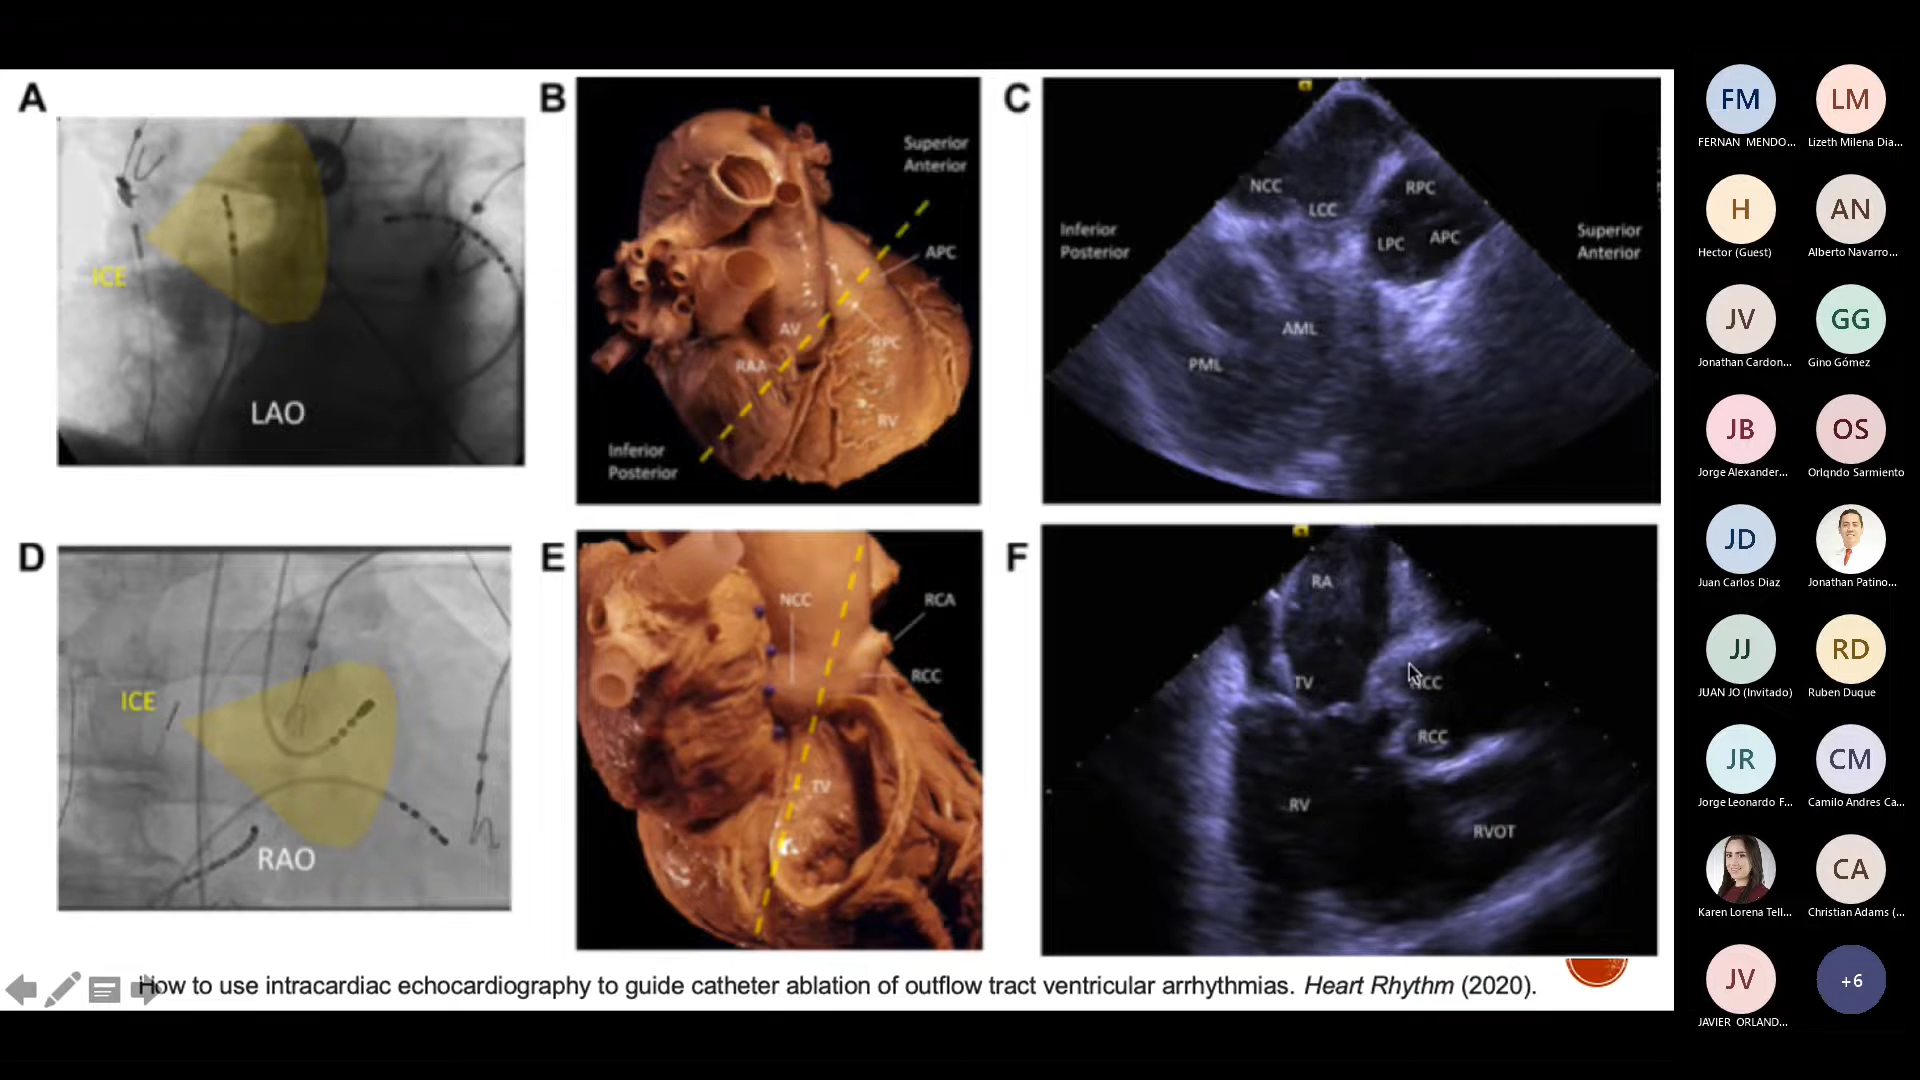 A
ICE
LAO
B
Superior
Anterior
APC
AV
RPC
RAA
RV
Inferior
Posterior
C
NCC
LCC
RPC
LPC
APC
Inferior
Posterior
Superior
Anterior
AML
PML
D
ICE
RAO
E
NCC
RCA
RCC
TV
F
RA
TV
NCC
RCC
RV
RVOT
How to use intracardiac echocardiography to guide catheter ablation of outflow tract ventricular arrhythmias. Heart Rhythm (2020).
FM
FERNAN MENDO...
LM
Lizeth Milena Dia...
H
Hector (Guest)
AN
Alberto Navarro...
JV
Jonathan Cardon...
GG
Gino Gómez
JB
Jorge Alexander...
OS
Orlqndo Sarmiento
JD
Juan Carlos Diaz
Jonathan Patino...
JJ
JUAN JO (Invitado)
RD
Ruben Duque
JR
Jorge Leonardo F...
CM
Camilo Andres Ca...
Karen Lorena Tell...
CA
Christian Adams (...
JV
JAVIER ORLAND...
+6